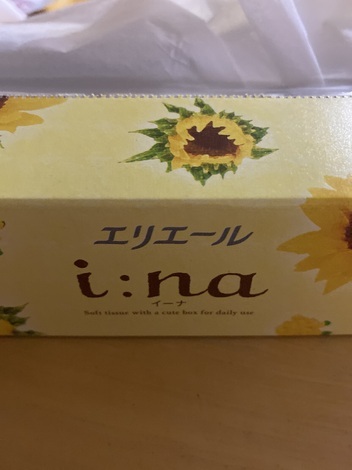 エリエール
i:na
イーナ
Soft tissue with a cute box for daily use